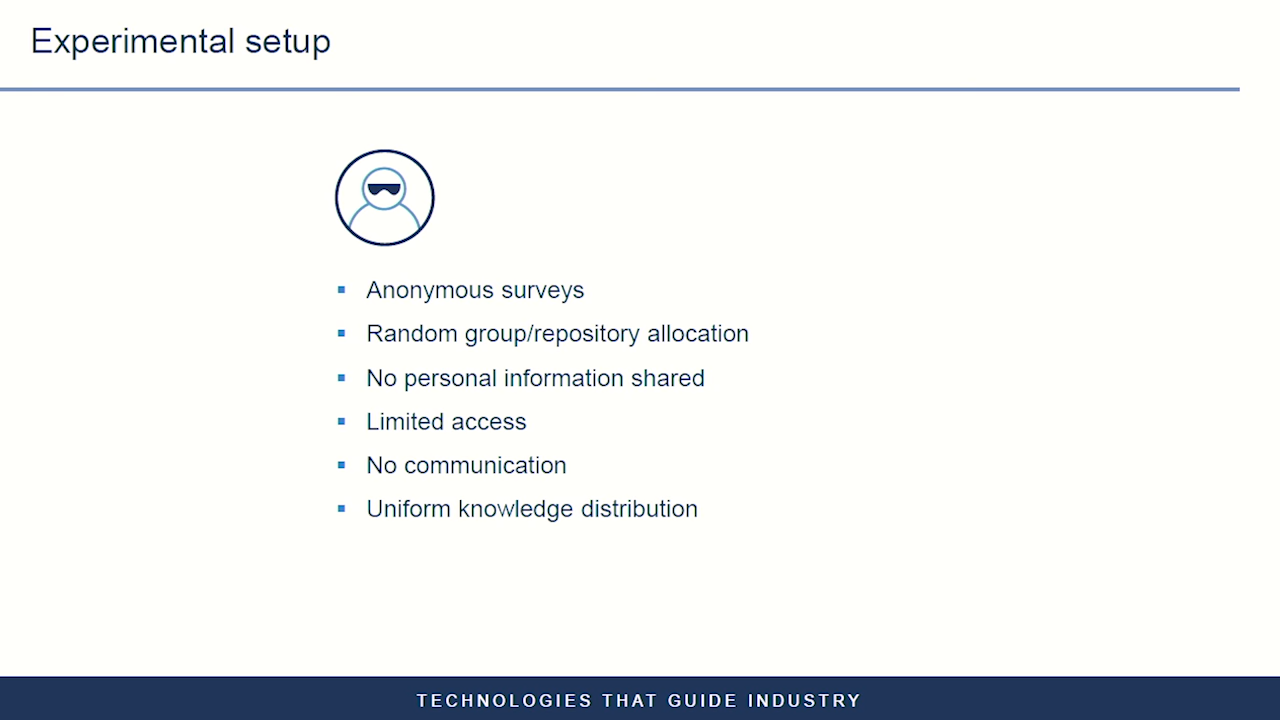 Experimental setup
Anonymous surveys
Random group/repository allocation
No personal information shared
Limited access
No communication
Uniform knowledge distribution
TECHNOLOGIES THAT GUIDE INDUSTRY